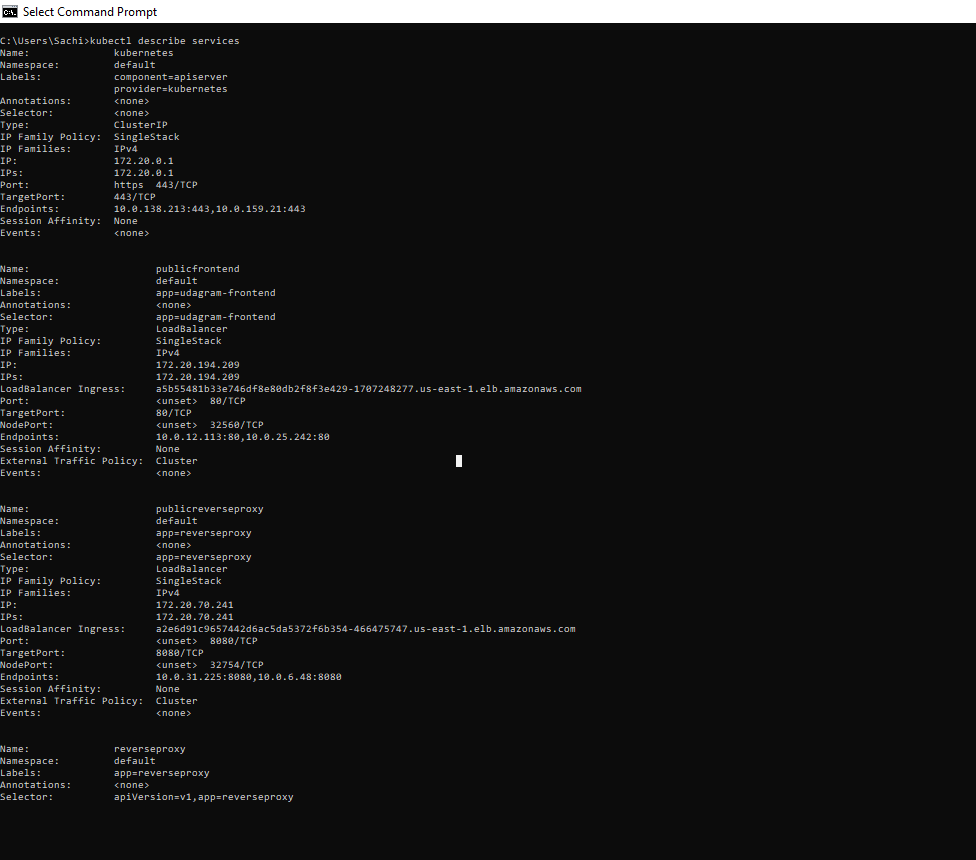 Select Command Prompt
C:\Users\Sachi>kubectl describe services
Name: kubernetes
Namespace: default
Labels: component=apiserver
provider=kubernetes
Annotations: <none>
Selector: <none>
Type: ClusterIP
IP Family Policy: SingleStack
IP Families: IPv4
IP: 172.20.0.1
IPs: 172.20.0.1
Port: https 443/TCP
TargetPort: 443/TCP
Endpoints: 10.0.138.213:443,10.0.159.21:443
Session Affinity: None
Events: <none>
Name: publicfrontend
Namespace: default
Labels: app=udagram-frontend
Annotations: <none>
Selector: app=udagram-frontend
Type: LoadBalancer
IP Family Policy: SingleStack
IP Families: IPv4
IP: 172.20.194.209
IPs: 172.20.194.209
LoadBalancer Ingress: a5b55481b33e746df8e80db2f8f3e429-1707248277.us-east-1.elb.amazonaws.com
Port: <unset> 80/TCP
TargetPort: 80/TCP
NodePort: <unset> 32560/TCP
Endpoints: 10.0.12.113:80,10.0.25.242:80
Session Affinity: None
External Traffic Policy: Cluster
Events: <none>
Name: publicreverseproxy
Namespace: default
Labels: app=reverseproxy
Annotations: <none>
Selector: app=reverseproxy
Type: LoadBalancer
IP Family Policy: SingleStack
IP Families: IPv4
IP: 172.20.70.241
IPs: 172.20.70.241
LoadBalancer Ingress: a2e6d91c9657442d6ac5da5372f6b354-466475747.us-east-1.elb.amazonaws.com
Port: <unset> 8080/TCP
TargetPort: 8080/TCP
NodePort: <unset> 32754/TCP
Endpoints: 10.0.31.225:8080,10.0.6.48:8080
Session Affinity: None
External Traffic Policy: Cluster
Events: <none>
Name: reverseproxy
Namespace: default
Labels: app=reverseproxy
Annotations: <none>
Selector: apiVersion=v1,app=reverseproxy